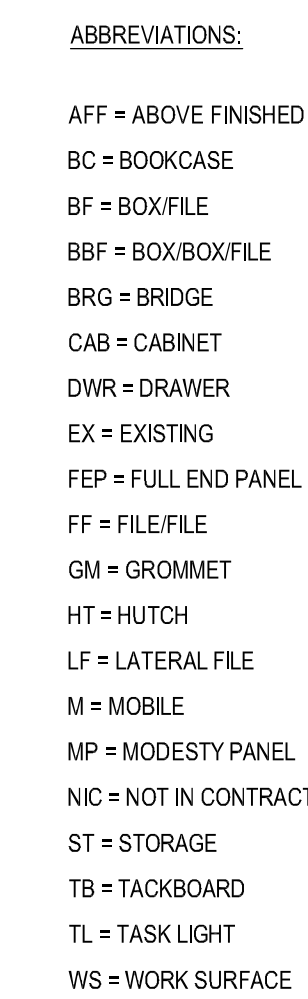 ABBREVIATIONS:
AFF = ABOVE FINISHED
BC = BOOKCASE
BF = BOX/FILE
BBF = BOX/BOX/FILE
BRG = BRIDGE
CAB = CABINET
DWR = DRAWER
EX = EXISTING
FEP = FULL END PANEL
FF = FILE/FILE
GM = GROMMET
HT = HUTCH
LF = LATERAL FILE
M = MOBILE
MP = MODESTY PANEL
NIC = NOT IN CONTRACT
ST = STORAGE
TB = TACKBOARD
TL = TASK LIGHT
WS = WORK SURFACE